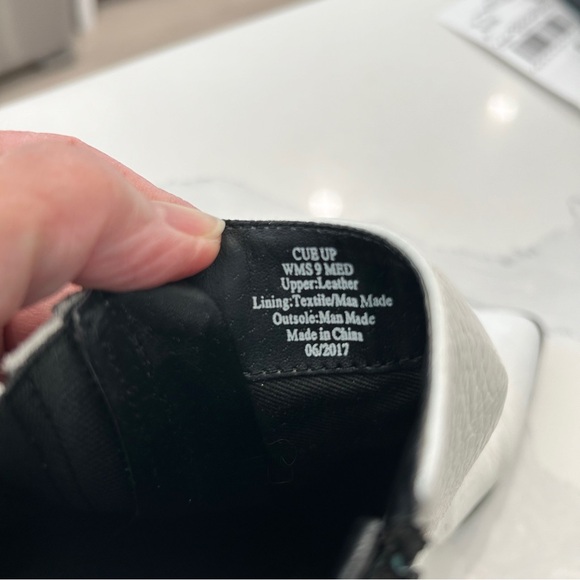 CUE UP
WMS 9 MED
Upper:Leather
Lining:Textile/Man Made
Outsole:Man Made
Made in China
06/2017